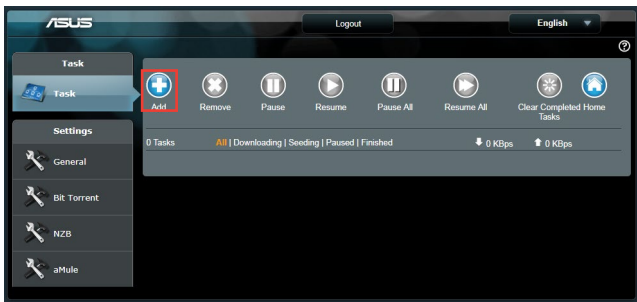 ASUS
Logout
English
?
Task
Task
Settings
General
Bit Torrent
NZB
aMule
Add
Remove
Pause
Resume
Pause All
Resume All
Clear Completed Tasks
Home
0 Tasks
All | Downloading | Seeding | Paused | Finished
0 KBps
0 KBps